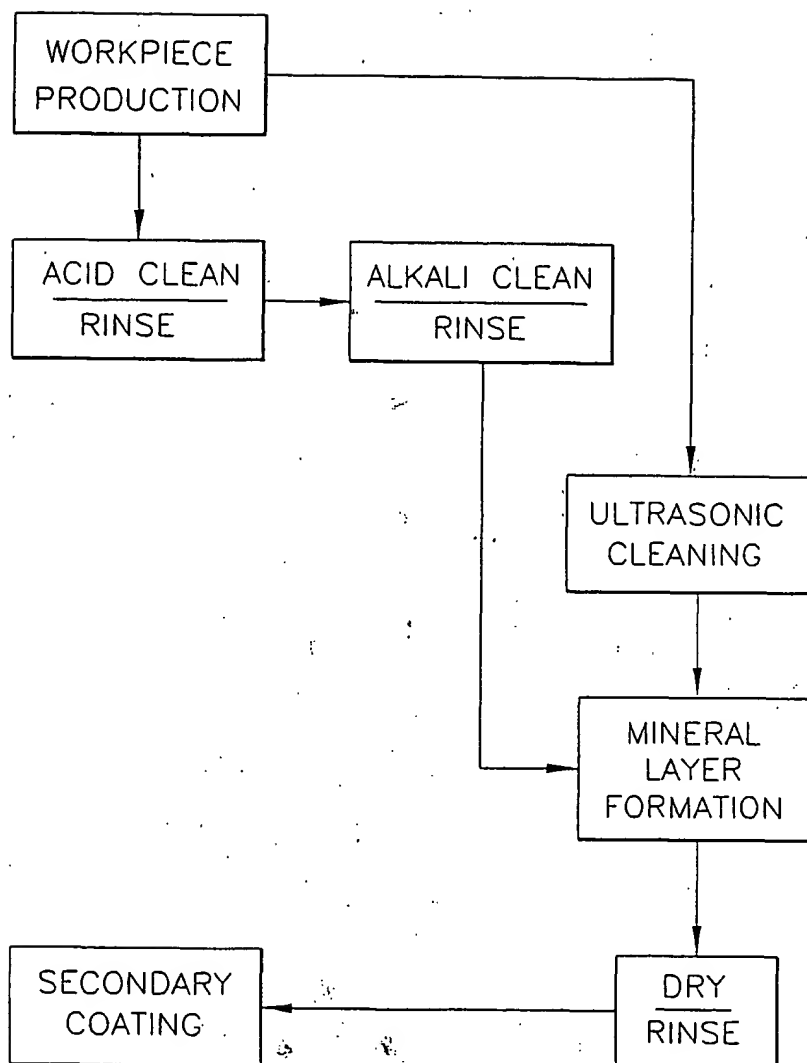 WORKPIECE
PRODUCTION
ACID CLEAN
RINSE
ALKALI CLEAN
RINSE
ULTRASONIC
CLEANING
MINERAL
LAYER
FORMATION
SECONDARY
COATING
DRY
RINSE